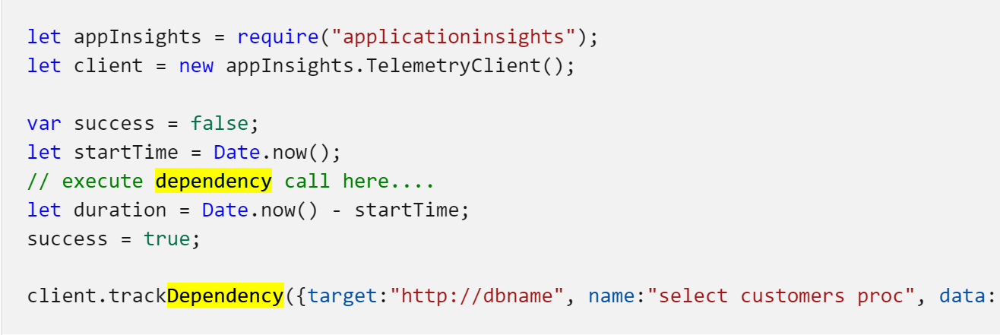 let appInsights = require("applicationinsights");
let client = new appInsights.TelemetryClient();
var success = false;
let startTime = Date.now();
// execute dependency call here....
let duration = Date.now() - startTime;
success = true;
client.trackDependency({target:"http://dbname", name:"select customers proc", data: